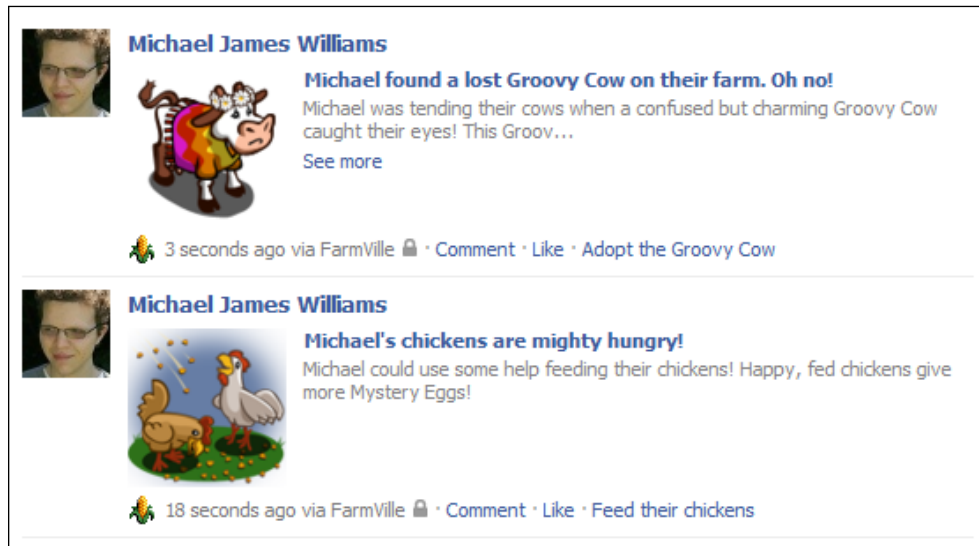 Michael James Williams
Michael found a lost Groovy Cow on their farm. Oh no!
Michael was tending their cows when a confused but charming Groovy Cow
caught their eyes! This Groov...
See more
3 seconds ago via FarmVille · Comment · Like · Adopt the Groovy Cow
Michael James Williams
Michael's chickens are mighty hungry!
Michael could use some help feeding their chickens! Happy, fed chickens give
more Mystery Eggs!
18 seconds ago via FarmVille · Comment · Like · Feed their chickens